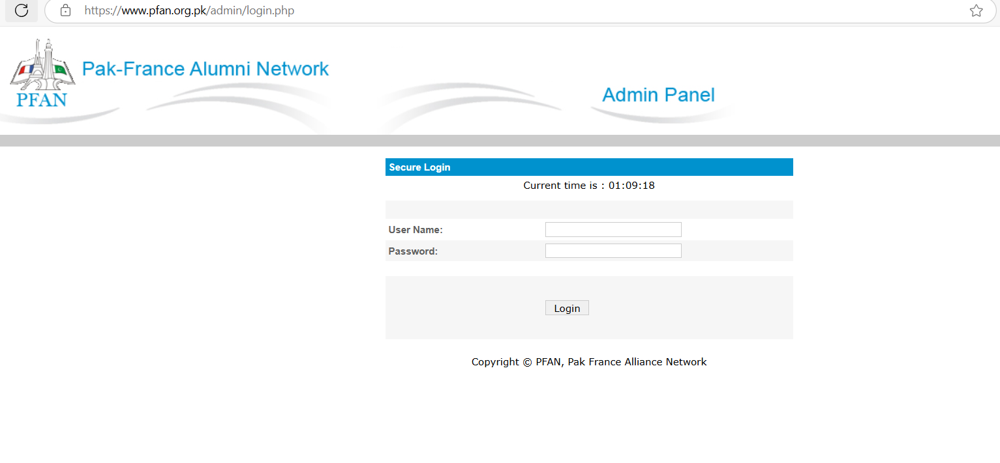 https://www.pfan.org.pk/admin/login.php
Pak-France Alumni Network
PFAN
Admin Panel
Secure Login
Current time is : 01:09:18
User Name:
Password:
Login
Copyright © PFAN, Pak France Alliance Network